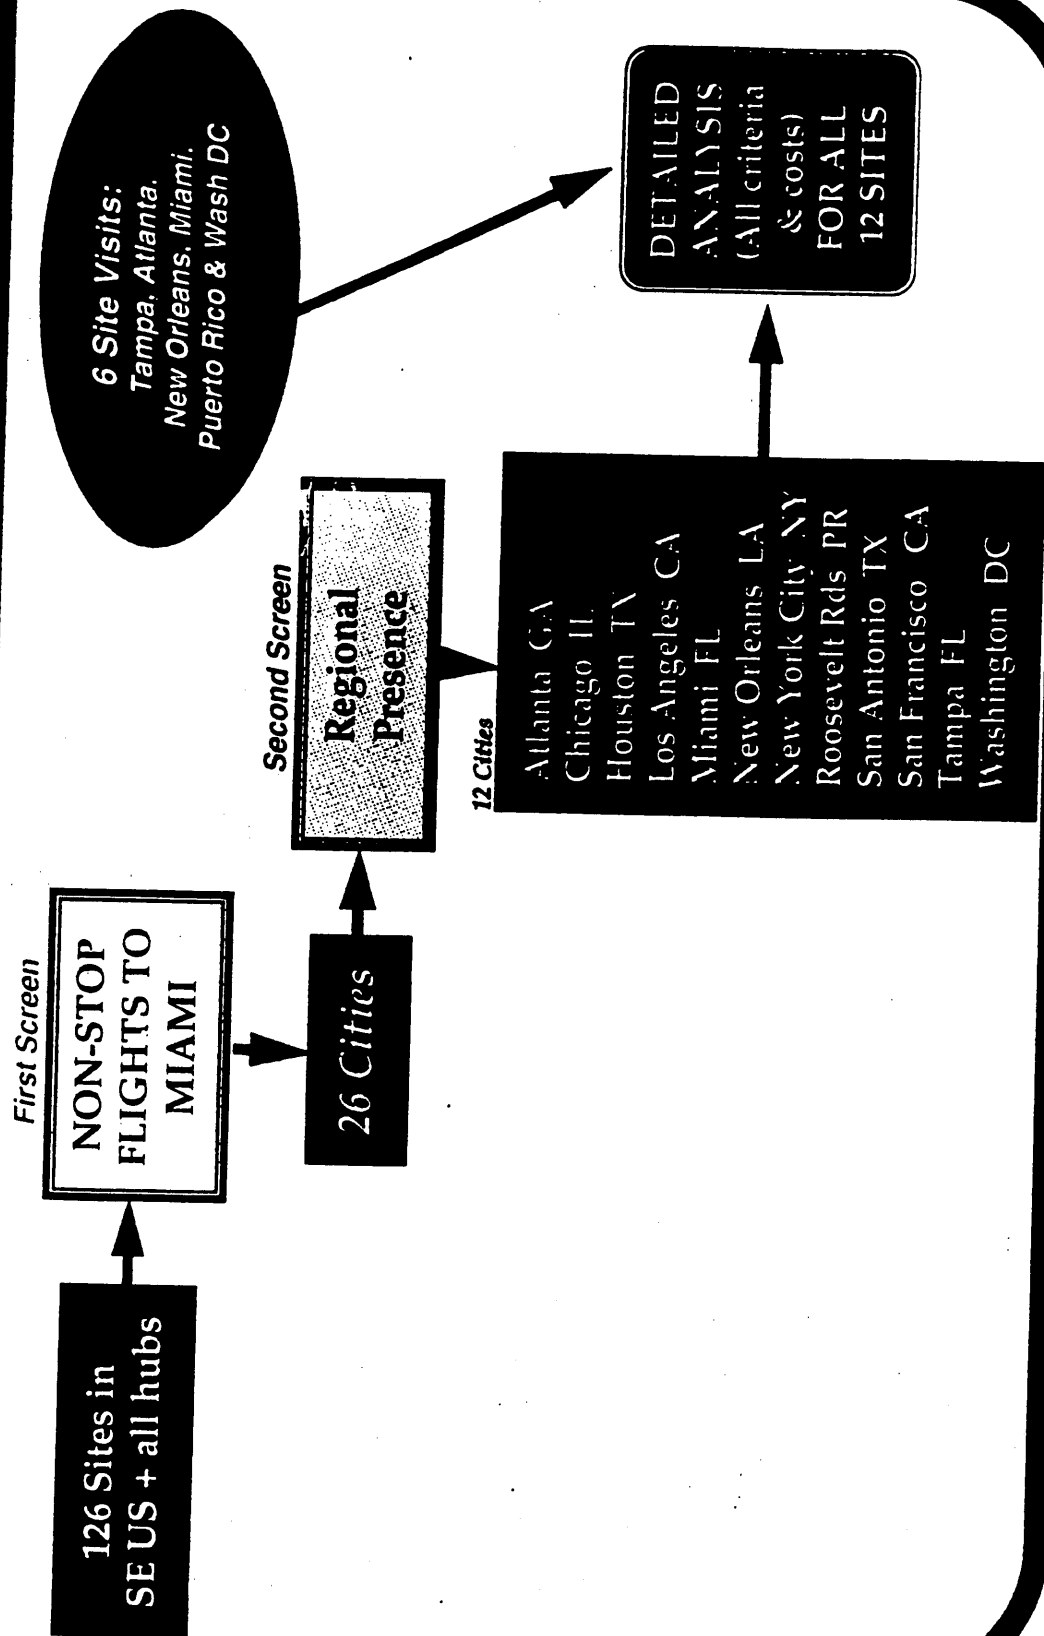 126 Sites in
SE US + all hubs
First Screen
NON-STOP
FLIGHTS TO
MIAMI
26 Cities
Second Screen
Regional
Presence
12 Cities
Atlanta GA
Chicago IL
Houston TX
Los Angeles CA
Miami FL
New Orleans LA
New York City NY
Roosevelt Rds PR
San Antonio TX
San Francisco CA
Tampa FL
Washington DC
6 Site Visits:
Tampa, Atlanta,
New Orleans, Miami,
Puerto Rico & Wash DC
DETAILED
ANALYSIS
(All criteria
& costs)
FOR ALL
12 SITES